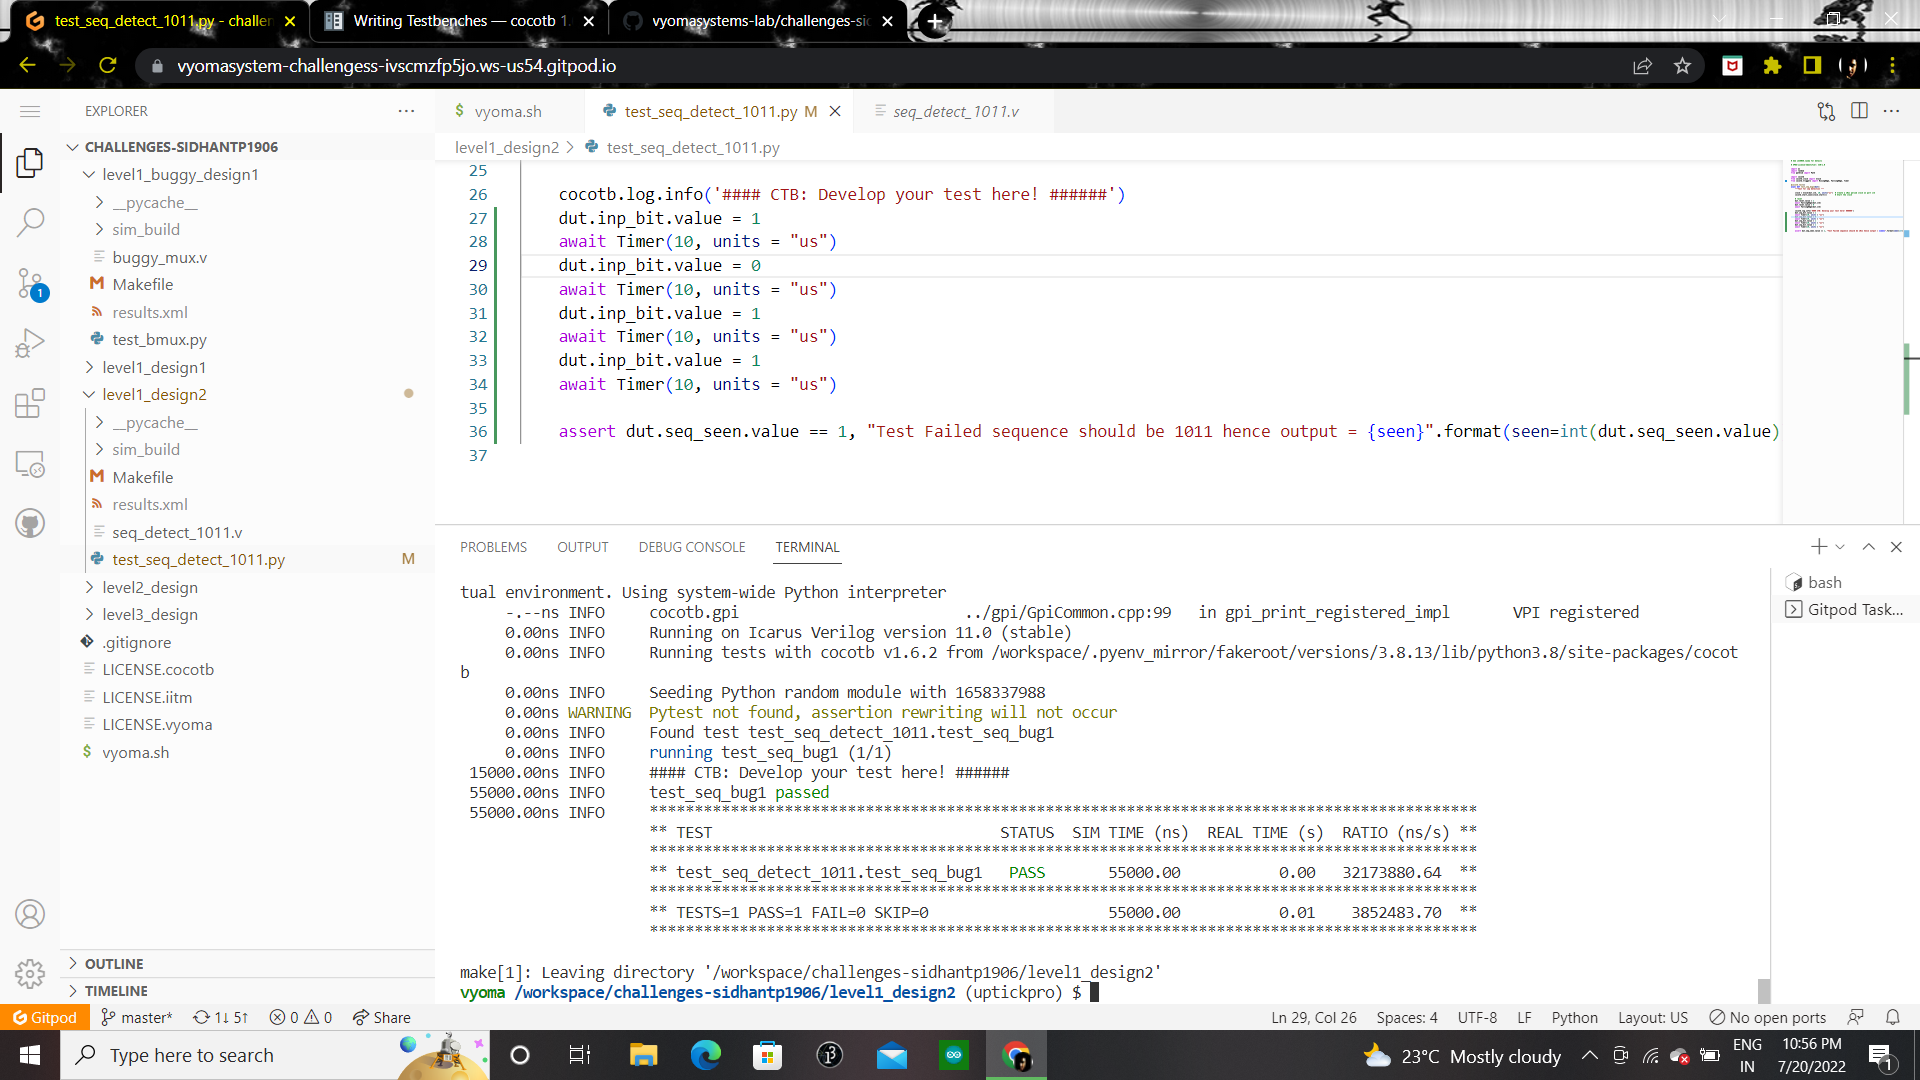 test_seq_detect_1011.py - challen
Writing Testbenches — cocotb 1.
vyomasystems-lab/challenges-sid
vyomasystem-challengess-ivscmzfp5jo.ws-us54.gitpod.io
EXPLORER
CHALLENGES-SIDHANTP1906
level1_buggy_design1
__pycache__
sim_build
buggy_mux.v
Makefile
results.xml
test_bmux.py
level1_design1
level1_design2
__pycache__
sim_build
Makefile
results.xml
seq_detect_1011.v
test_seq_detect_1011.py M
level2_design
level3_design
.gitignore
LICENSE.cocotb
LICENSE.iitm
LICENSE.vyoma
$ vyoma.sh
OUTLINE
TIMELINE
$ vyoma.sh
test_seq_detect_1011.py M
seq_detect_1011.v
level1_design2 > test_seq_detect_1011.py
25
26 cocotb.log.info('#### CTB: Develop your test here! ######')
27 dut.inp_bit.value = 1
28 await Timer(10, units = "us")
29 dut.inp_bit.value = 0
30 await Timer(10, units = "us")
31 dut.inp_bit.value = 1
32 await Timer(10, units = "us")
33 dut.inp_bit.value = 1
34 await Timer(10, units = "us")
35
36 assert dut.seq_seen.value == 1, "Test Failed sequence should be 1011 hence output = {seen}".format(seen=int(dut.seq_seen.value)
37
PROBLEMS OUTPUT DEBUG CONSOLE TERMINAL
bash
Gitpod Task...
tual environment. Using system-wide Python interpreter
-.--ns INFO cocotb.gpi ../gpi/GpiCommon.cpp:99 in gpi_print_registered_impl VPI registered
0.00ns INFO Running on Icarus Verilog version 11.0 (stable)
0.00ns INFO Running tests with cocotb v1.6.2 from /workspace/.pyenv_mirror/fakeroot/versions/3.8.13/lib/python3.8/site-packages/cocot
b
0.00ns INFO Seeding Python random module with 1658337988
0.00ns WARNING Pytest not found, assertion rewriting will not occur
0.00ns INFO Found test test_seq_detect_1011.test_seq_bug1
0.00ns INFO running test_seq_bug1 (1/1)
15000.00ns INFO #### CTB: Develop your test here! ######
55000.00ns INFO test_seq_bug1 passed
55000.00ns INFO ********************************************************************************************
** TEST STATUS SIM TIME (ns) REAL TIME (s) RATIO (ns/s) **
********************************************************************************************
** test_seq_detect_1011.test_seq_bug1 PASS 55000.00 0.00 32173880.64 **
********************************************************************************************
** TESTS=1 PASS=1 FAIL=0 SKIP=0 55000.00 0.01 3852483.70 **
********************************************************************************************
make[1]: Leaving directory '/workspace/challenges-sidhantp1906/level1_design2'
vyoma /workspace/challenges-sidhantp1906/level1_design2 (uptickpro) $
Gitpod master* 1↓ 5↑ 0 0 Share Ln 29, Col 26 Spaces: 4 UTF-8 LF Python Layout: US No open ports
Type here to search
23°C Mostly cloudy
ENG
IN
10:56 PM
7/20/2022
1